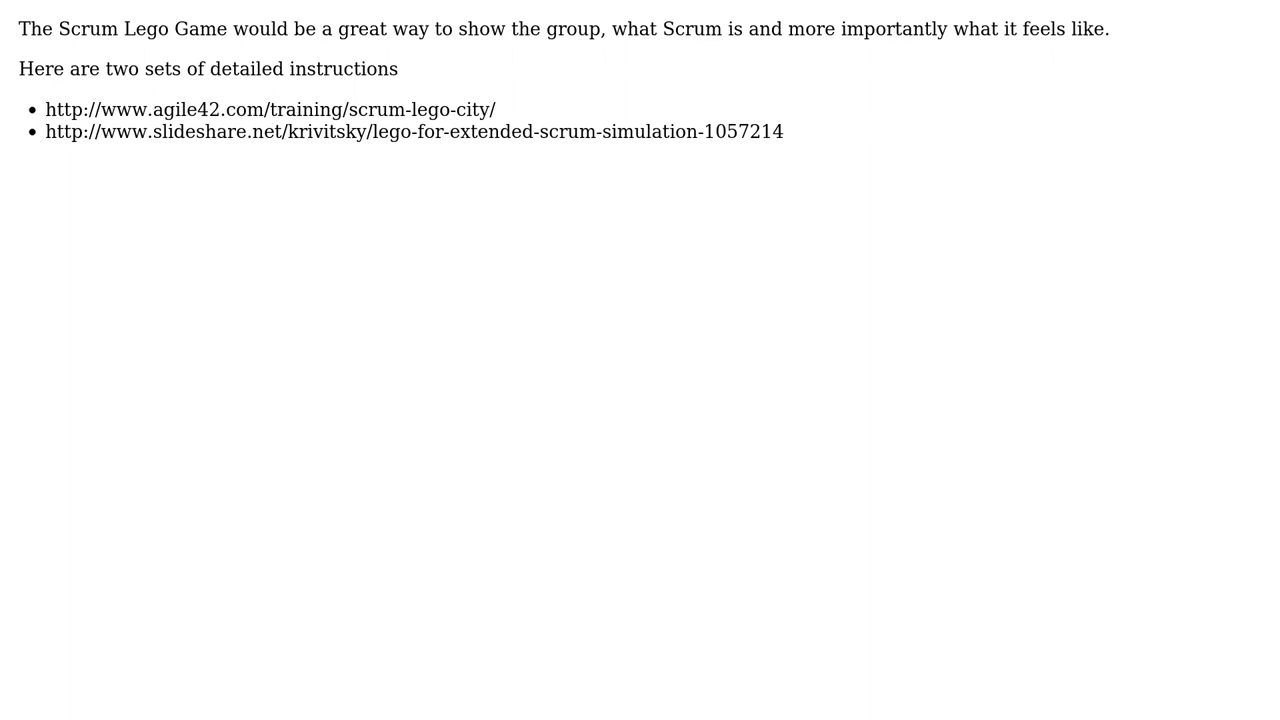 The Scrum Lego Game would be a great way to show the group, what Scrum is and more importantly what it feels like.
Here are two sets of detailed instructions
• http://www.agile42.com/training/scrum-lego-city/
• http://www.slideshare.net/krivitsky/lego-for-extended-scrum-simulation-1057214